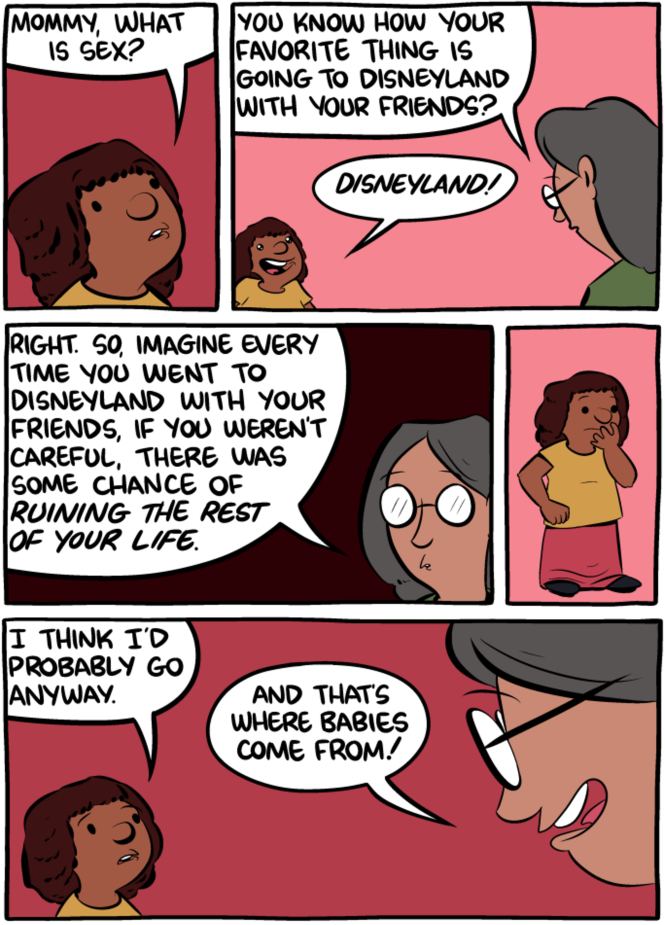 MOMMY, WHAT
IS SEX?
YOU KNOW HOW YOUR
FAVORITE THING IS
GOING TO DISNEYLAND
WITH YOUR FRIENDS?
DISNEYLAND!
RIGHT. SO, IMAGINE EVERY
TIME YOU WENT TO
DISNEYLAND WITH YOUR
FRIENDS, IF YOU WEREN'T
CAREFUL, THERE WAS
SOME CHANCE OF
RUINING THE REST
OF YOUR LIFE.
I THINK I'D
PROBABLY GO
ANYWAY.
AND THAT'S
WHERE BABIES
COME FROM!